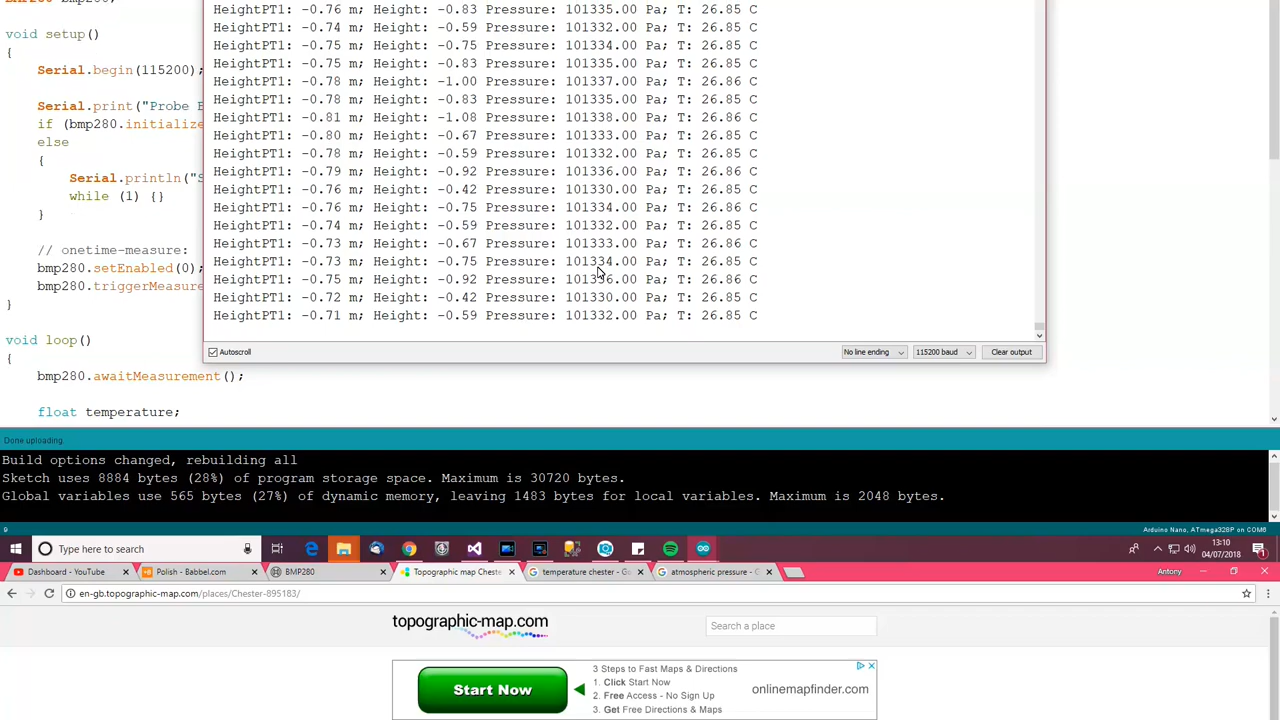 BMP280 bmp280;
void setup()
{
Serial.begin(115200);
Serial.print("Probe B
if (bmp280.initialize
else
{
Serial.println("S
while (1) {}
}
// onetime-measure:
bmp280.setEnabled(0);
bmp280.triggerMeasure
}
void loop()
{
bmp280.awaitMeasurement();
float temperature;
HeightPT1: -0.76 m; Height: -0.83 Pressure: 101335.00 Pa; T: 26.85 C
HeightPT1: -0.74 m; Height: -0.59 Pressure: 101332.00 Pa; T: 26.85 C
HeightPT1: -0.75 m; Height: -0.75 Pressure: 101334.00 Pa; T: 26.85 C
HeightPT1: -0.75 m; Height: -0.83 Pressure: 101335.00 Pa; T: 26.85 C
HeightPT1: -0.78 m; Height: -1.00 Pressure: 101337.00 Pa; T: 26.86 C
HeightPT1: -0.78 m; Height: -0.83 Pressure: 101335.00 Pa; T: 26.85 C
HeightPT1: -0.81 m; Height: -1.08 Pressure: 101338.00 Pa; T: 26.86 C
HeightPT1: -0.80 m; Height: -0.67 Pressure: 101333.00 Pa; T: 26.85 C
HeightPT1: -0.78 m; Height: -0.59 Pressure: 101332.00 Pa; T: 26.85 C
HeightPT1: -0.79 m; Height: -0.92 Pressure: 101336.00 Pa; T: 26.86 C
HeightPT1: -0.76 m; Height: -0.42 Pressure: 101330.00 Pa; T: 26.85 C
HeightPT1: -0.76 m; Height: -0.75 Pressure: 101334.00 Pa; T: 26.85 C
HeightPT1: -0.74 m; Height: -0.59 Pressure: 101332.00 Pa; T: 26.85 C
HeightPT1: -0.73 m; Height: -0.67 Pressure: 101333.00 Pa; T: 26.86 C
HeightPT1: -0.73 m; Height: -0.75 Pressure: 101334.00 Pa; T: 26.85 C
HeightPT1: -0.75 m; Height: -0.92 Pressure: 101336.00 Pa; T: 26.86 C
HeightPT1: -0.72 m; Height: -0.42 Pressure: 101330.00 Pa; T: 26.85 C
HeightPT1: -0.71 m; Height: -0.59 Pressure: 101332.00 Pa; T: 26.85 C
Autoscroll
No line ending
115200 baud
Clear output
Done uploading.
Build options changed, rebuilding all
Sketch uses 8884 bytes (28%) of program storage space. Maximum is 30720 bytes.
Global variables use 565 bytes (27%) of dynamic memory, leaving 1483 bytes for local variables. Maximum is 2048 bytes.
9
Arduino Nano, ATmega328P on COM6
Type here to search
13:10
04/07/2018
1
Dashboard - YouTube
Polish - Babbel.com
BMP280
Topographic map Cheste
temperature chester - Go
atmospheric pressure - G
Antony
en-gb.topographic-map.com/places/Chester-895183/
topographic-map.com
Search a place
Start Now
3 Steps to Fast Maps & Directions
1. Click Start Now
2. Free Access - No Sign Up
3. Get Free Directions & Maps
onlinemapfinder.com